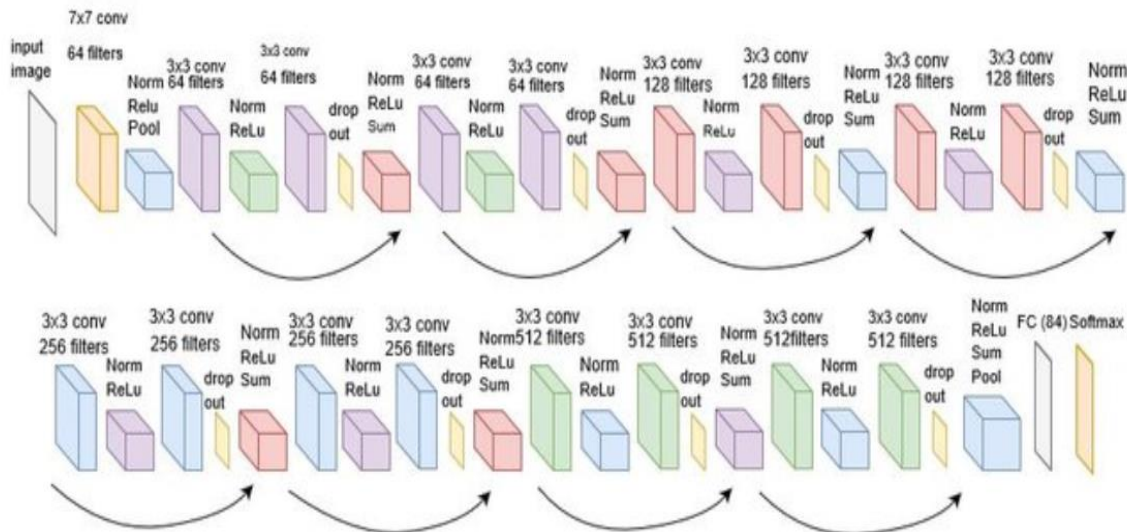 input
image
7x7 conv
64 filters
Norm
Relu
Pool
3x3 conv
64 filters
Norm
ReLu
3x3 conv
64 filters
drop
out
Norm
ReLu
Sum
3x3 conv
64 filters
Norm
ReLu
3x3 conv
64 filters
drop
out
Norm
ReLu
Sum
3x3 conv
128 filters
Norm
ReLu
3x3 conv
128 filters
drop
out
Norm
ReLu
Sum
3x3 conv
128 filters
Norm
ReLu
3x3 conv
128 filters
drop
out
Norm
ReLu
Sum
3x3 conv
256 filters
Norm
ReLu
3x3 conv
256 filters
drop
out
Norm
ReLu
Sum
3x3 conv
256 filters
Norm
ReLu
3x3 conv
256 filters
drop
out
Norm
ReLu
Sum
3x3 conv
512 filters
Norm
ReLu
3x3 conv
512 filters
drop
out
Norm
ReLu
Sum
3x3 conv
512filters
Norm
ReLu
3x3 conv
512 filters
drop
out
Norm
ReLu
Sum
Pool
FC (84)
Softmax